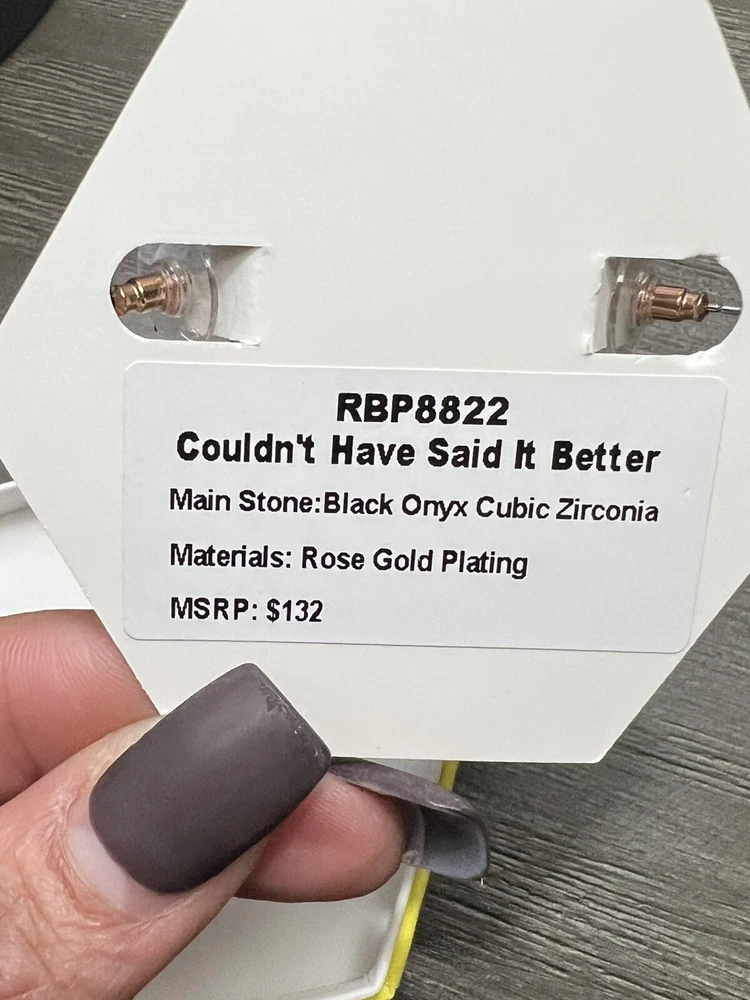 RBP8822
Couldn't Have Said It Better
Main Stone:Black Onyx Cubic Zirconia
Materials: Rose Gold Plating
MSRP: $132